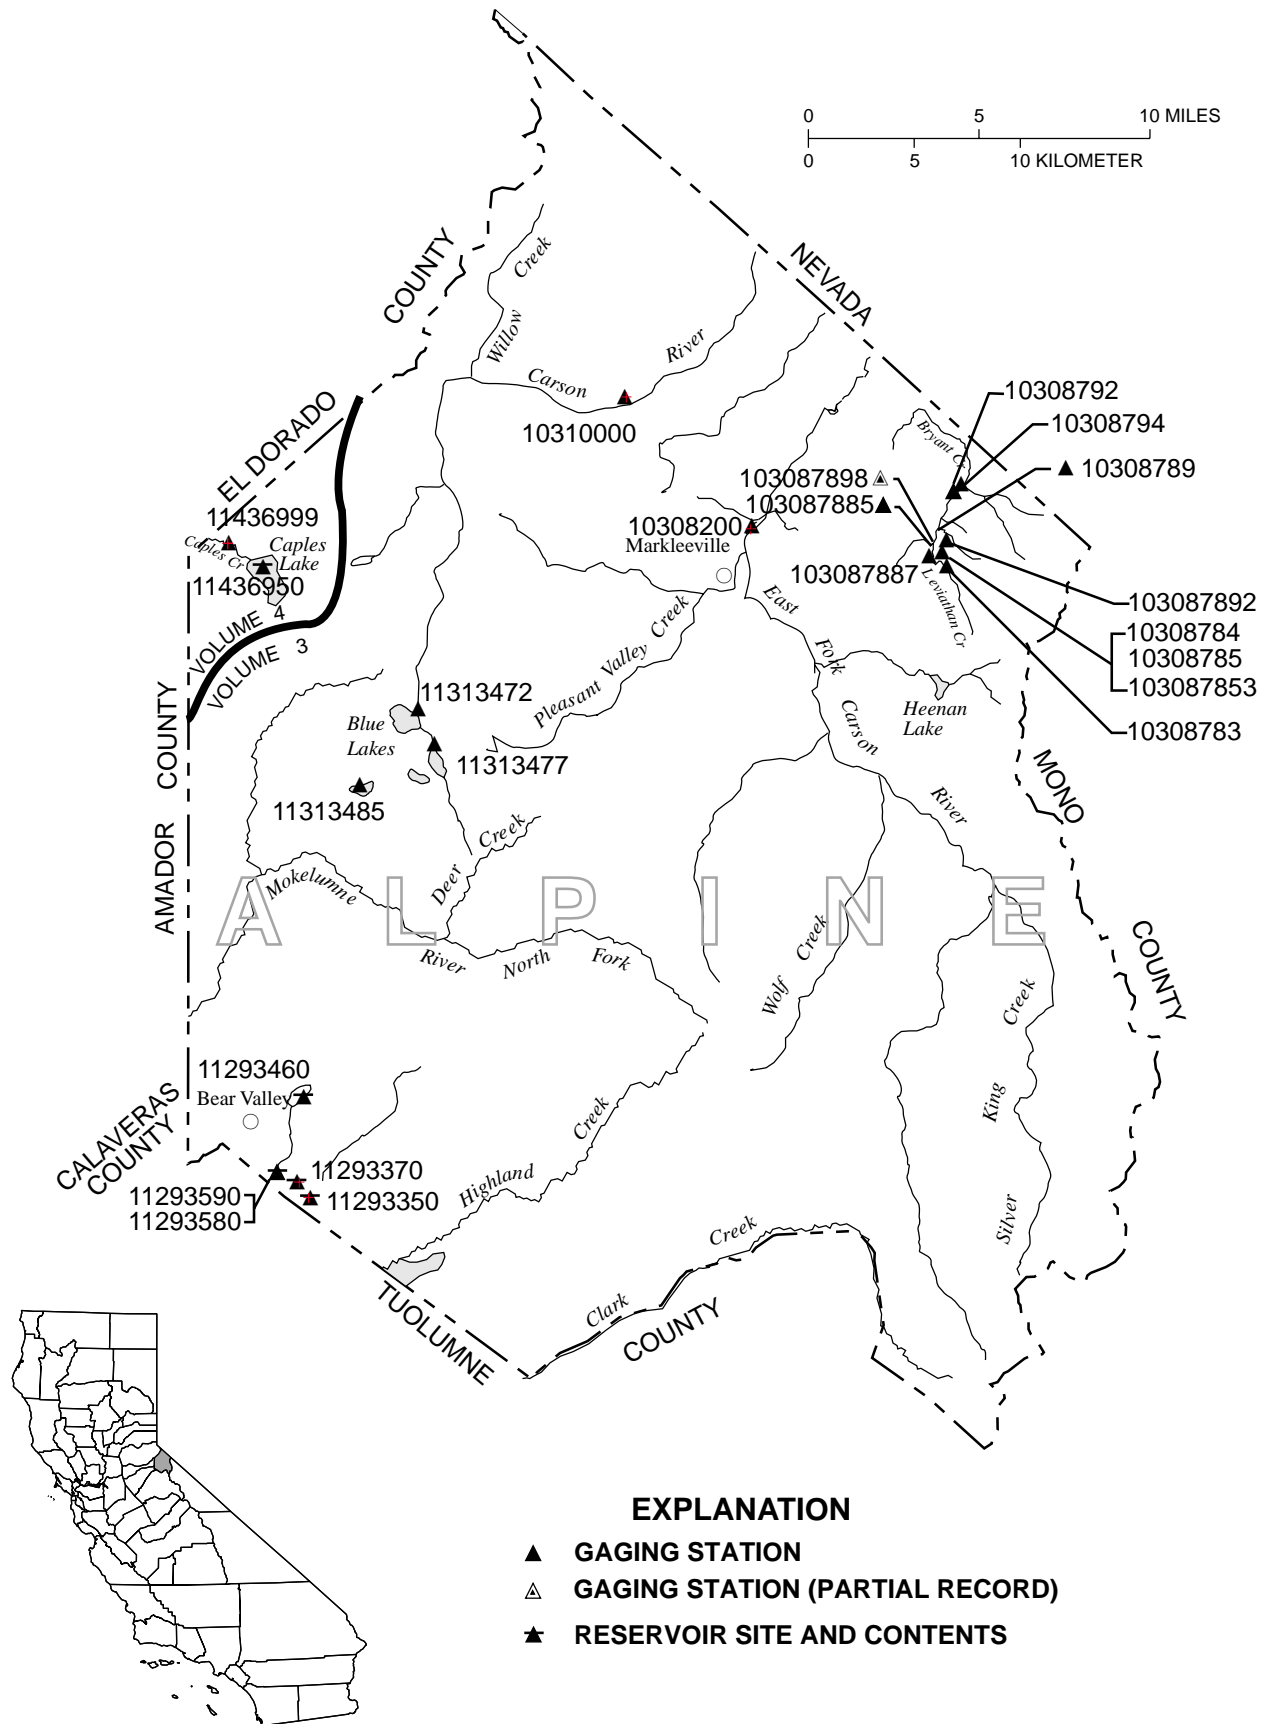 0 5 10 MILES
0 5 10 KILOMETER
NEVADA
COUNTY
EL DORADO
Willow Creek
Carson River
10310000
10308792
10308794
10308789
Bryant Cr
103087898
103087885
10308200
Markleeville
103087887
Leviathan Cr
103087892
10308784
10308785
103087853
10308783
11436999
Caples Cr
Caples
Lake
11436950
VOLUME 4
VOLUME 3
East Fork Carson River
Pleasant Valley Creek
Heenan
Lake
11313472
Blue
Lakes
11313477
11313485
AMADOR COUNTY
MONO COUNTY
Deer Creek
ALPINE
Mokelumne River North Fork
Wolf Creek
Silver King Creek
11293460
Bear Valley
CALAVERAS
COUNTY
11293370
11293350
11293590
11293580
Highland Creek
Clark Creek
TUOLUMNE COUNTY
EXPLANATION
GAGING STATION
GAGING STATION (PARTIAL RECORD)
RESERVOIR SITE AND CONTENTS